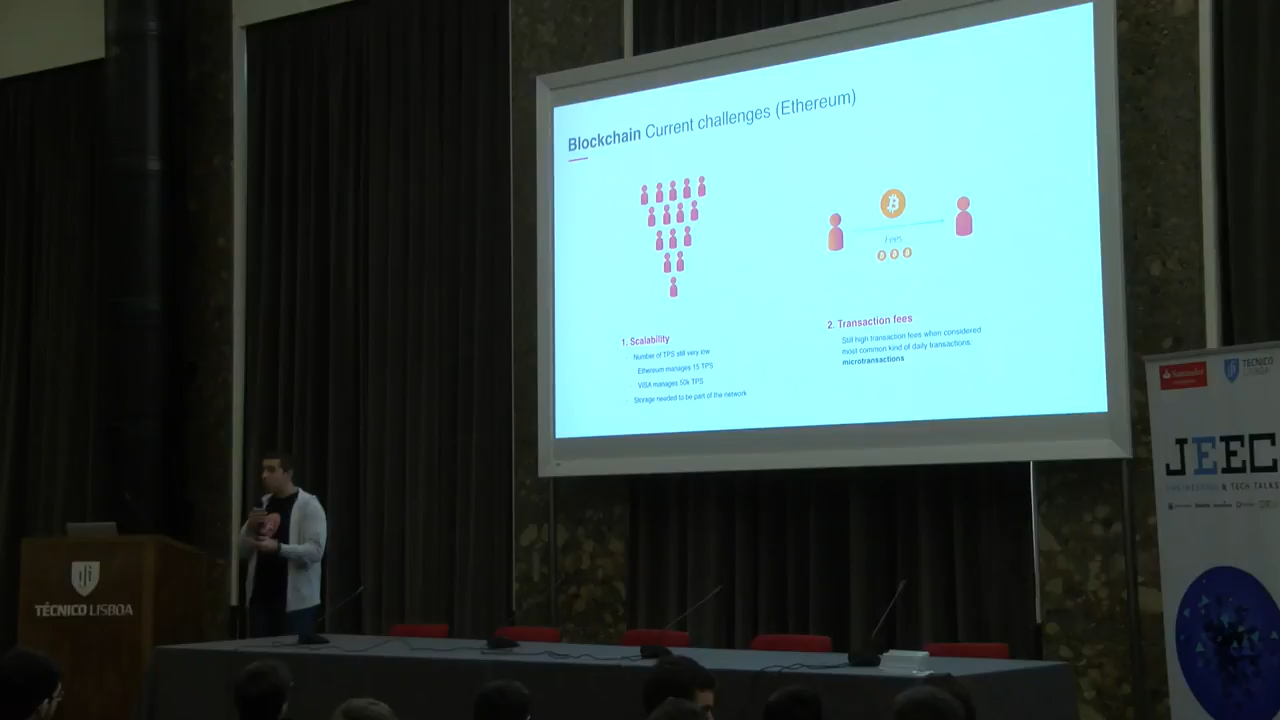 Blockchain Current challenges (Ethereum)
Fees
1. Scalability
Number of TPS still very low
Ethereum manages 15 TPS
VISA manages 50k TPS
Storage needed to be part of the network
2. Transaction fees
Still high transaction fees when considered
most common kind of daily transactions:
microtransactions
TÉCNICO LISBOA
Santander
TÉCNICO
LISBOA
JEEC
ENGINEERING & TECH TALKS